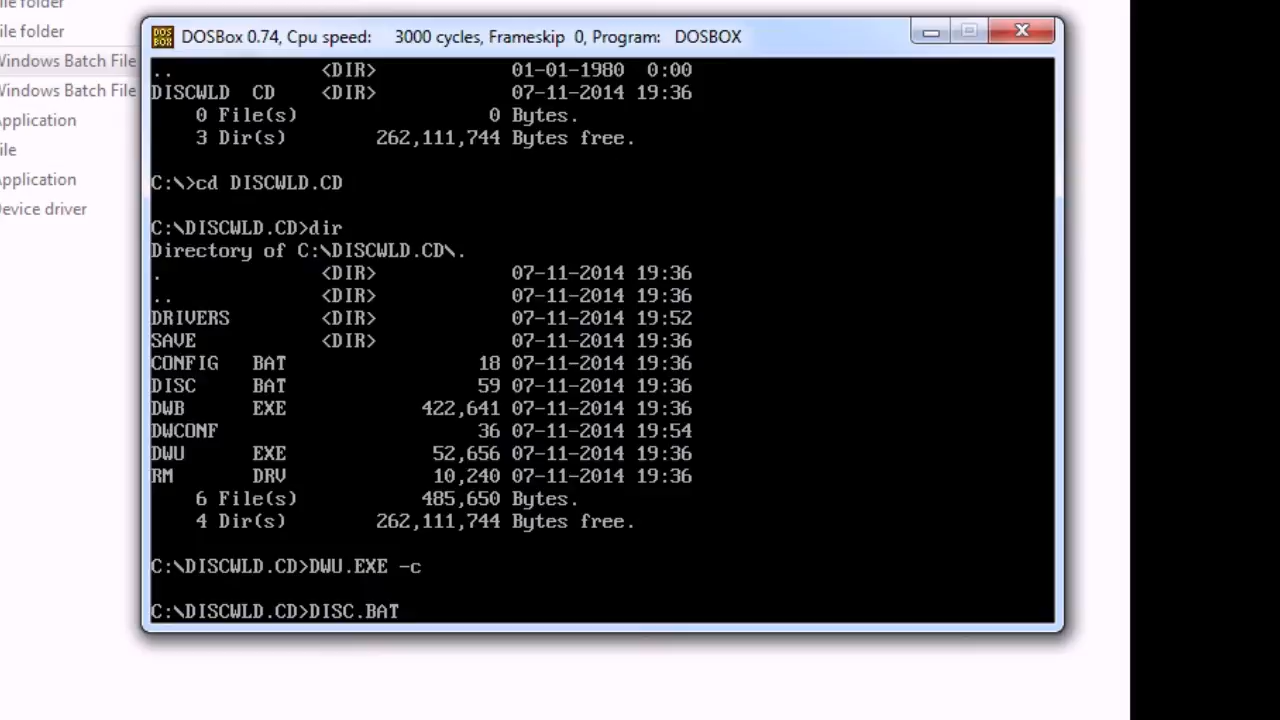 ile folder
ile folder
Windows Batch File
Windows Batch File
Application
ile
Application
Device driver
DOS
BOX
DOSBox 0.74, Cpu speed: 3000 cycles, Frameskip 0, Program: DOSBOX
.. <DIR> 01-01-1980 0:00
DISCWLD CD <DIR> 07-11-2014 19:36
0 File(s) 0 Bytes.
3 Dir(s) 262,111,744 Bytes free.
C:\>cd DISCWLD.CD
C:\DISCWLD.CD>dir
Directory of C:\DISCWLD.CD\.
. <DIR> 07-11-2014 19:36
.. <DIR> 07-11-2014 19:36
DRIVERS <DIR> 07-11-2014 19:52
SAVE <DIR> 07-11-2014 19:36
CONFIG BAT 18 07-11-2014 19:36
DISC BAT 59 07-11-2014 19:36
DWB EXE 422,641 07-11-2014 19:36
DWCONF 36 07-11-2014 19:54
DWU EXE 52,656 07-11-2014 19:36
RM DRV 10,240 07-11-2014 19:36
6 File(s) 485,650 Bytes.
4 Dir(s) 262,111,744 Bytes free.
C:\DISCWLD.CD>DWU.EXE -c
C:\DISCWLD.CD>DISC.BAT